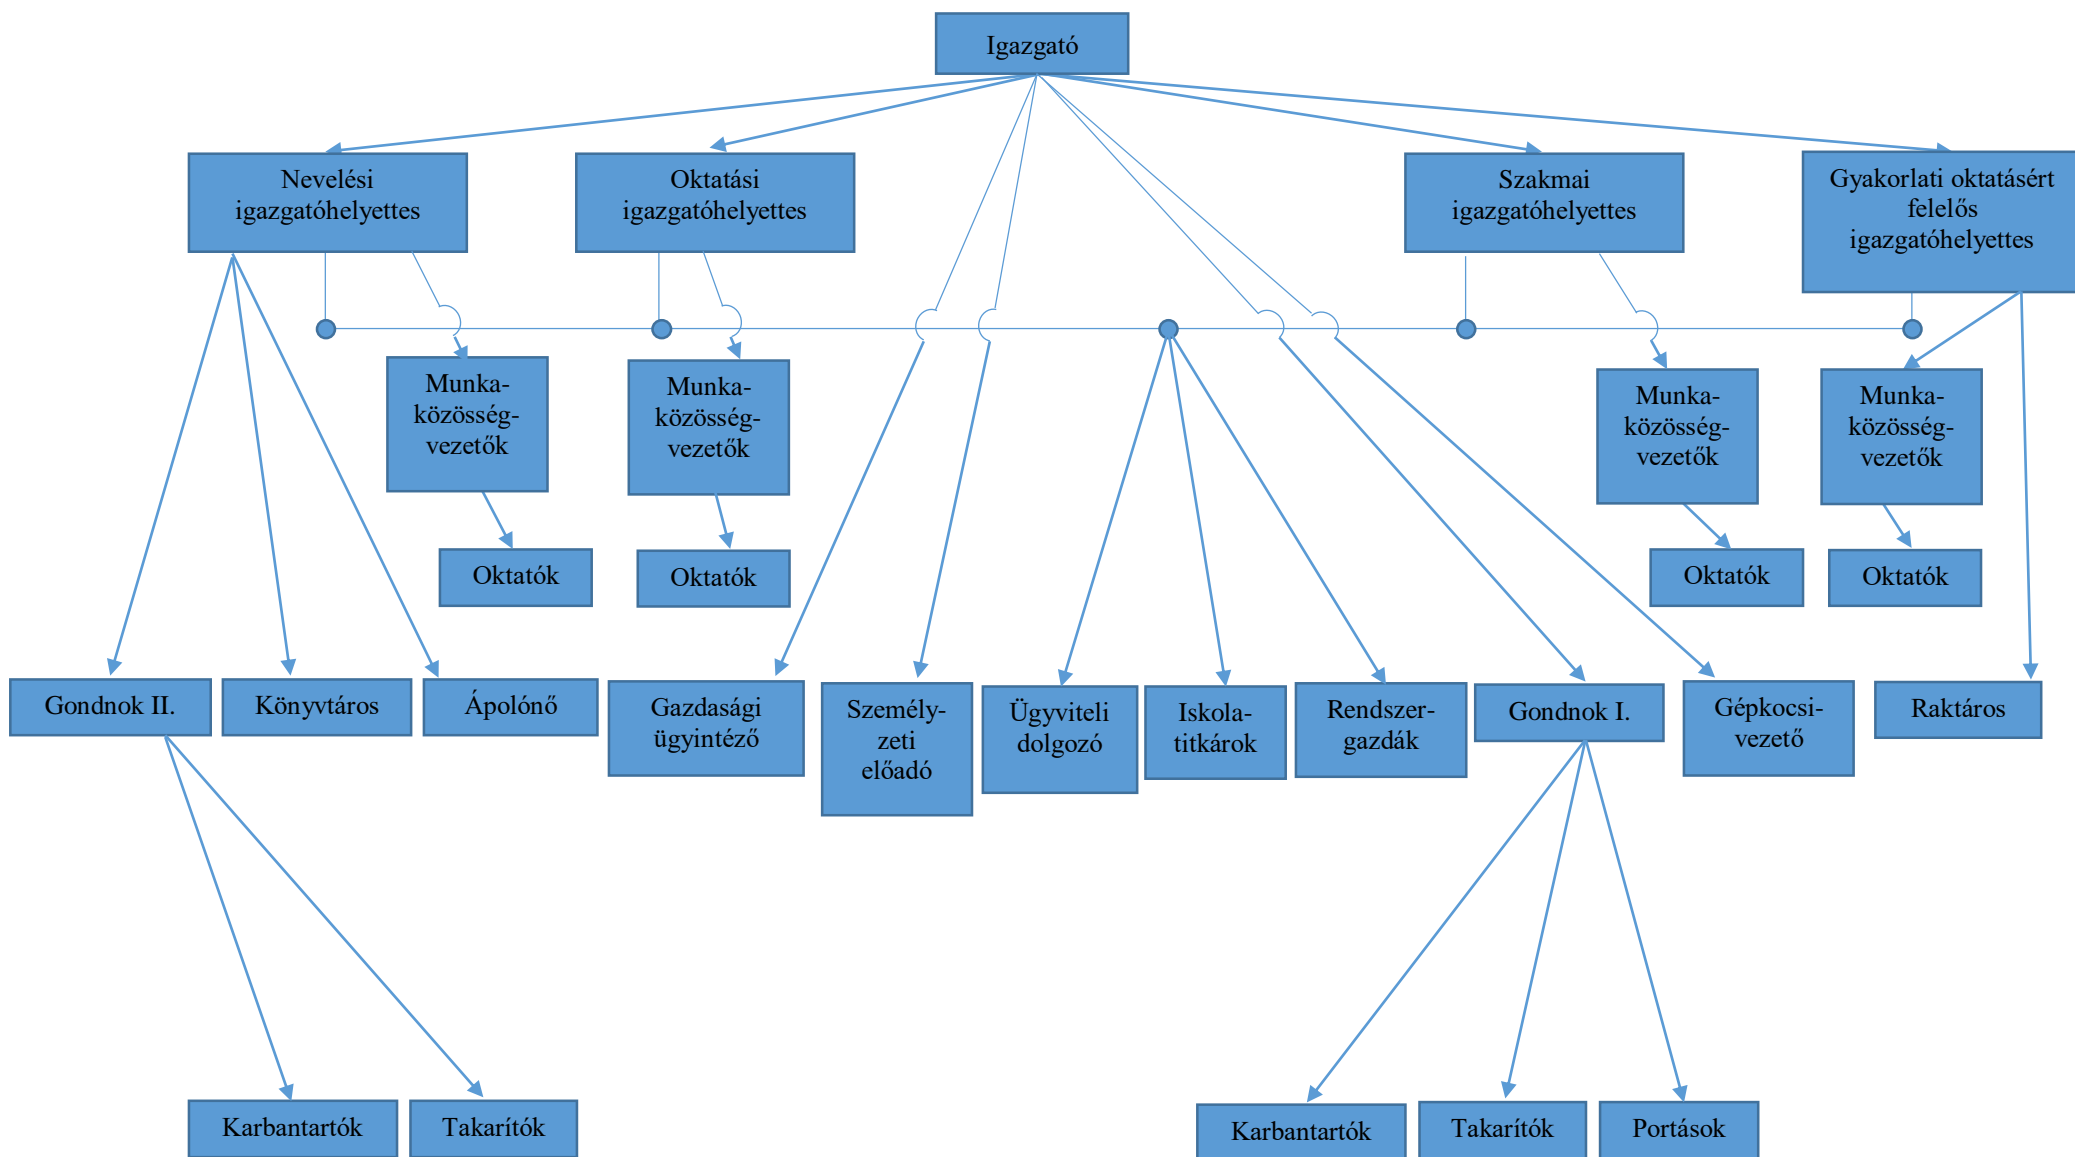 Igazgató
Nevelési
igazgatóhelyettes
Oktatási
igazgatóhelyettes
Szakmai
igazgatóhelyettes
Gyakorlati oktatásért
felelős
igazgatóhelyettes
Munka-
közösség-
vezetők
Munka-
közösség-
vezetők
Munka-
közösség-
vezetők
Munka-
közösség-
vezetők
Oktatók
Oktatók
Oktatók
Oktatók
Gondnok II.
Könyvtáros
Ápolónő
Gazdasági
ügyintéző
Személy-
zeti
előadó
Ügyviteli
dolgozó
Iskola-
titkárok
Rendszer-
gazdák
Gondnok I.
Gépkocsi-
vezető
Raktáros
Karbantartók
Takarítók
Karbantartók
Takarítók
Portások